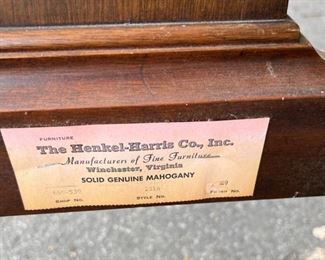 FURNITURE
The Henkel-Harris Co., Inc.
Manufacturers of Fine Furniture
Winchester, Virginia
SOLID GENUINE MAHOGANY
SHOP NO. STYLE NO. FINISH NO.